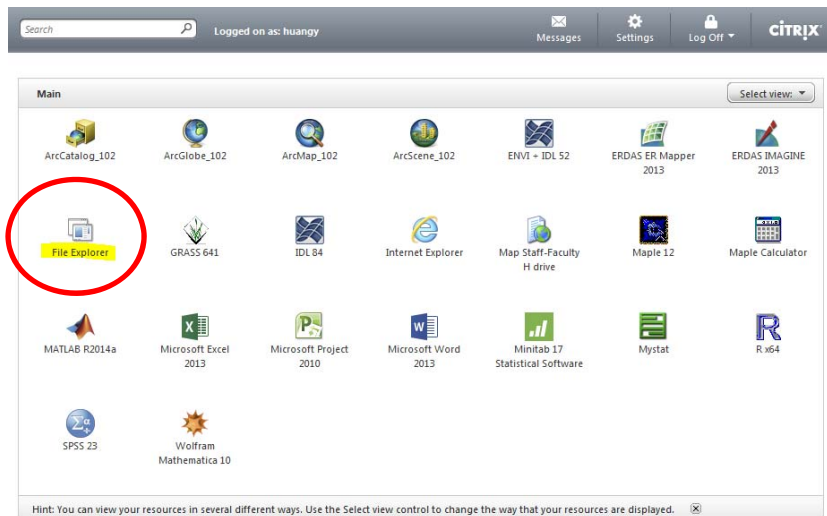 Search
Logged on as: huangy
Messages
Settings
Log Off
CITRIX
Main
Select view:
ArcCatalog_102
ArcGlobe_102
ArcMap_102
ArcScene_102
ENVI + IDL 52
ERDAS ER Mapper
2013
ERDAS IMAGINE
2013
File Explorer
GRASS 641
IDL 84
Internet Explorer
Map Staff-Faculty
H drive
Maple 12
Maple Calculator
MATLAB R2014a
Microsoft Excel
2013
Microsoft Project
2010
Microsoft Word
2013
Minitab 17
Statistical Software
Mystat
R x64
SPSS 23
Wolfram
Mathematica 10
Hint: You can view your resources in several different ways. Use the Select view control to change the way that your resources are displayed.